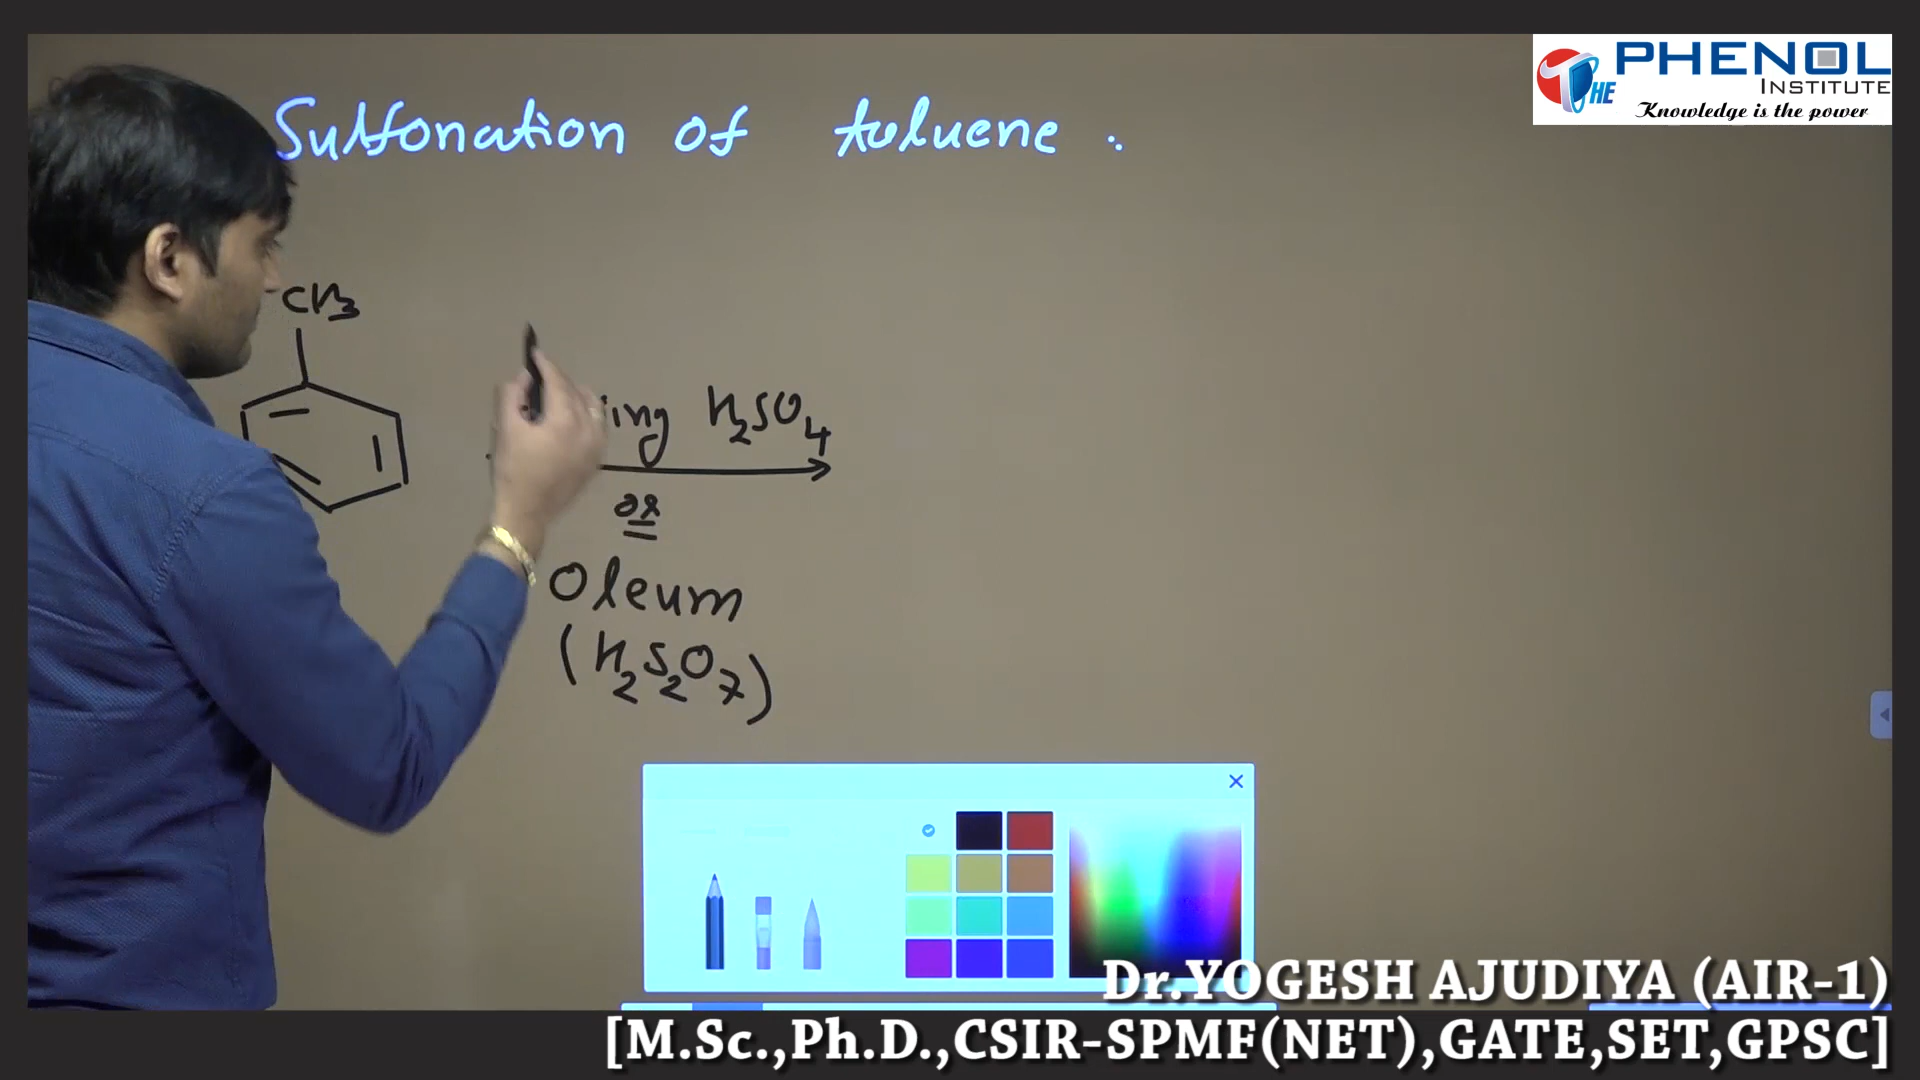 THE PHENOL
INSTITUTE
Knowledge is the power
Sulfonation of toluene :
CH3
H2SO4
or
Oleum
(H2S2O7)
Dr.YOGESH AJUDIYA (AIR-1)
[M.Sc.,Ph.D.,CSIR-SPMF(NET),GATE,SET,GPSC]